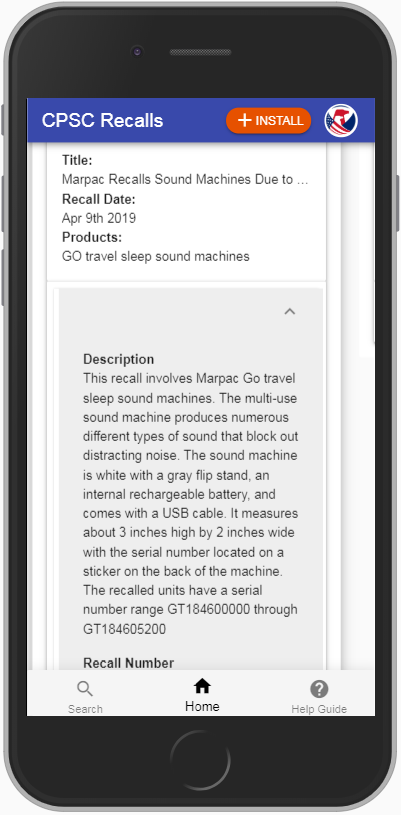 CPSC Recalls
+ INSTALL
Title:
Marpac Recalls Sound Machines Due to ...
Recall Date:
Apr 9th 2019
Products:
GO travel sleep sound machines
Description
This recall involves Marpac Go travel
sleep sound machines. The multi-use
sound machine produces numerous
different types of sound that block out
distracting noise. The sound machine
is white with a gray flip stand, an
internal rechargeable battery, and
comes with a USB cable. It measures
about 3 inches high by 2 inches wide
with the serial number located on a
sticker on the back of the machine.
The recalled units have a serial
number range GT184600000 through
GT184605200
Recall Number
Search
Home
Help Guide